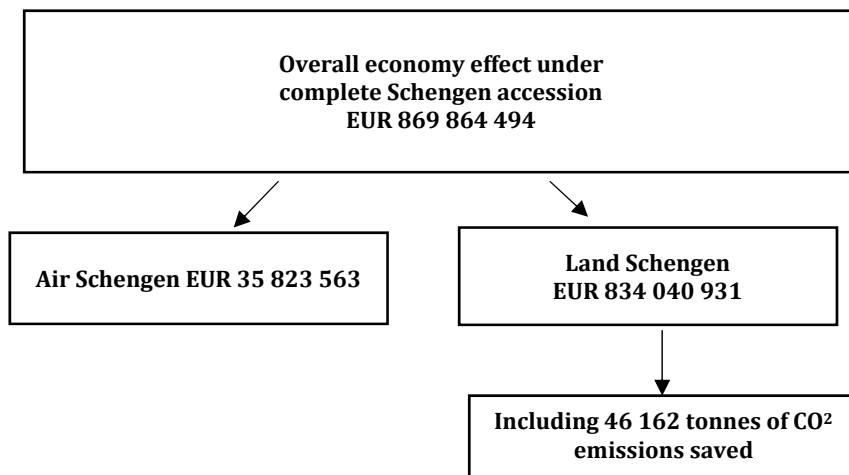 Overall economy effect under
complete Schengen accession
EUR 869 864 494
Air Schengen EUR 35 823 563
Land Schengen
EUR 834 040 931
Including 46 162 tonnes of CO²
emissions saved